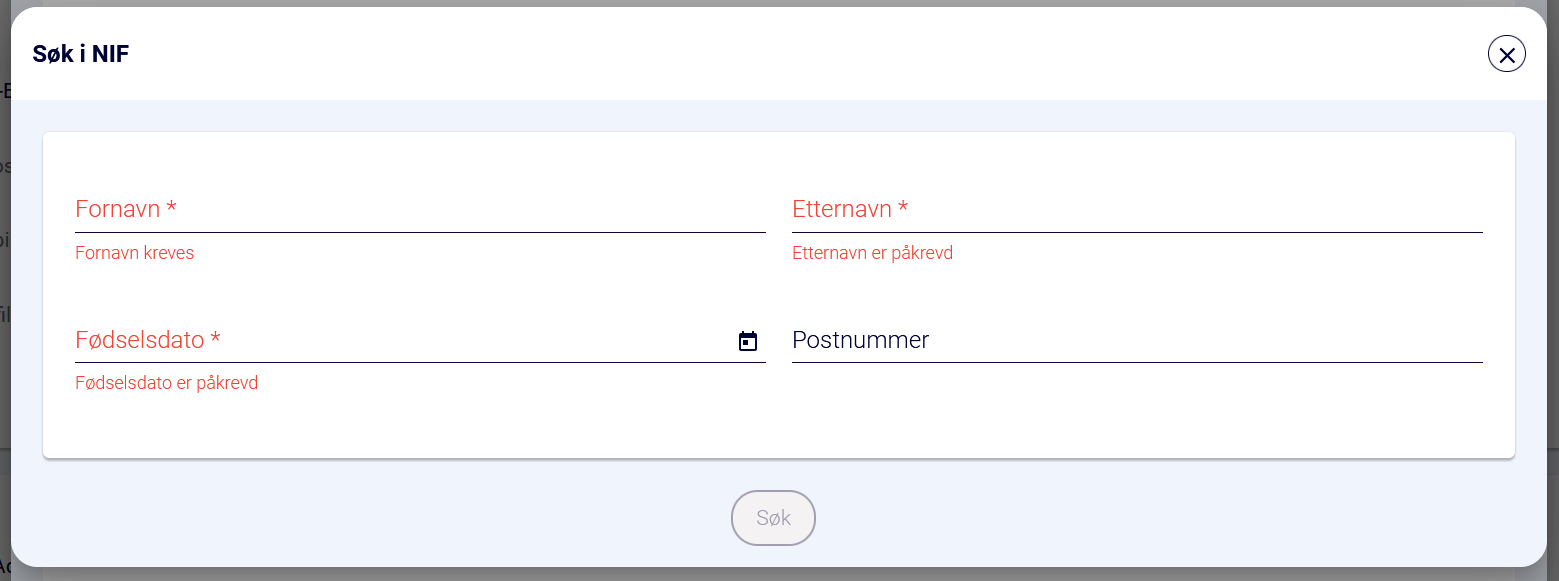 Søk i NIF
Fornavn *
Etternavn *
Fornavn kreves
Etternavn er påkrevd
Fødselsdato *
Postnummer
Fødselsdato er påkrevd
Søk